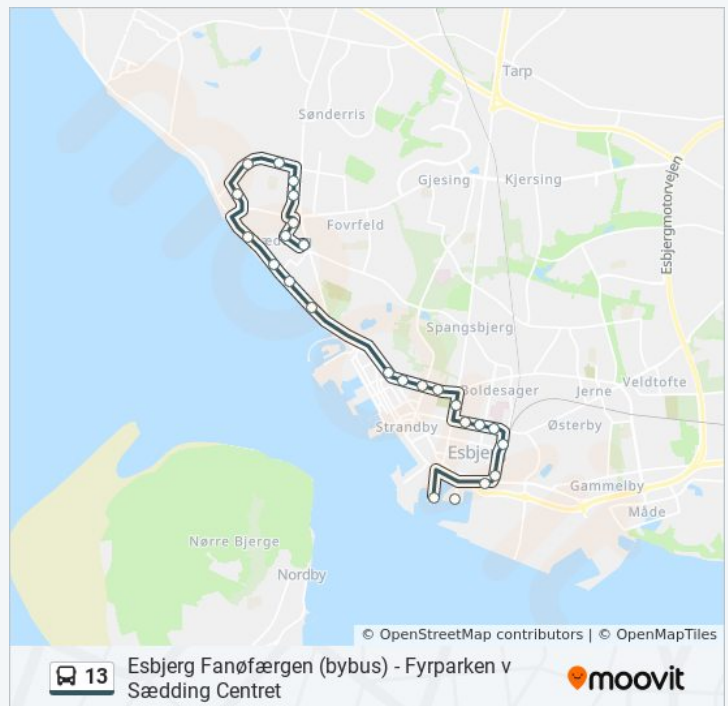 Tarp
Sønderris
Gjesing
Kjersing
Esbjergmotorvejen
Fovrfeld
Spangsbjerg
Boldesager
Jerne
Veldtofte
Strandby
Østerby
Esbje
Gammelby
Måde
Nørre Bjerge
Nordby
© OpenStreetMap contributors | © OpenMapTiles
13
Esbjerg Fanøfærgen (bybus) - Fyrparken v
Sædding Centret
moovit